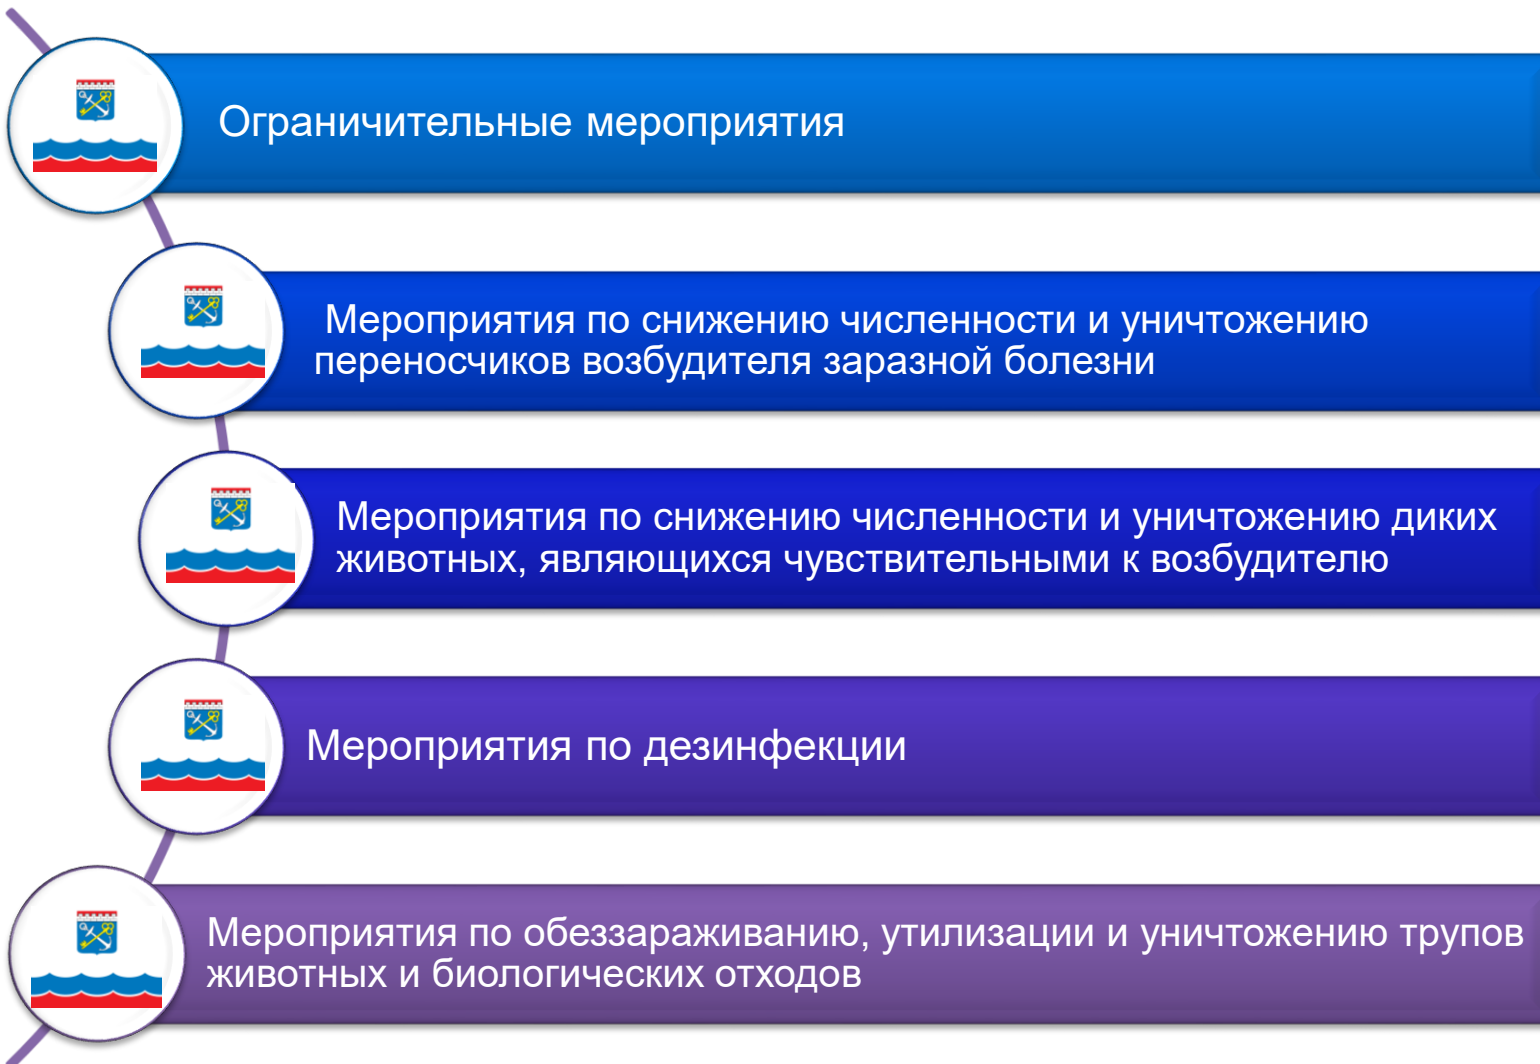 Ограничительные мероприятия
Мероприятия по снижению численности и уничтожению
переносчиков возбудителя заразной болезни
Мероприятия по снижению численности и уничтожению диких
животных, являющихся чувствительными к возбудителю
Мероприятия по дезинфекции
Мероприятия по обеззараживанию, утилизации и уничтожению трупов
животных и биологических отходов